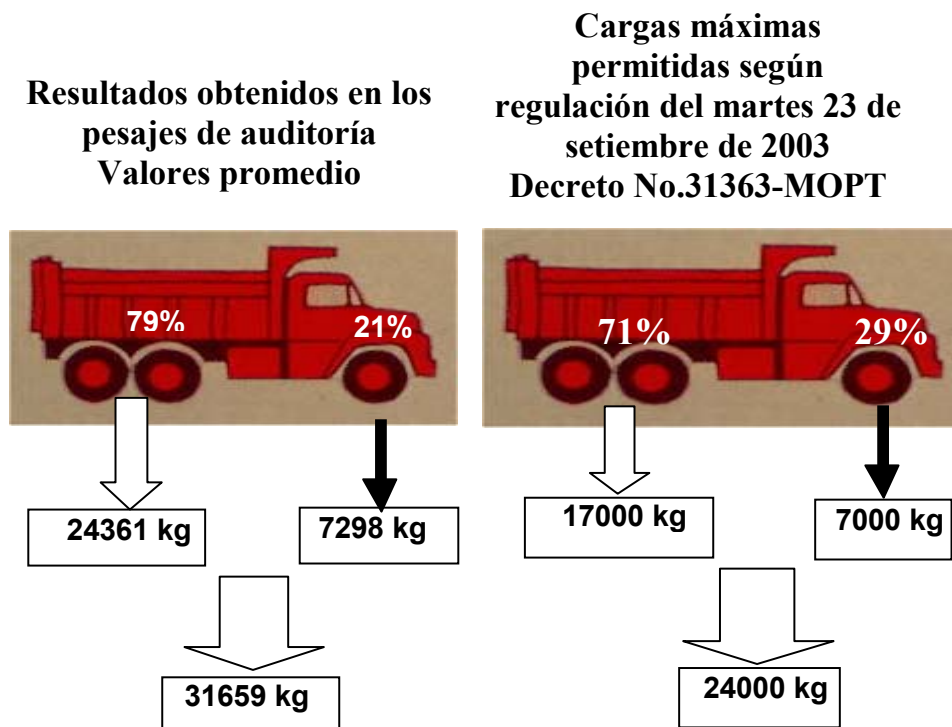 Resultados obtenidos en los
pesajes de auditoría
Valores promedio
Cargas máximas
permitidas según
regulación del martes 23 de
setiembre de 2003
Decreto No.31363-MOPT
79%
21%
71%
29%
24361 kg
7298 kg
17000 kg
7000 kg
31659 kg
24000 kg